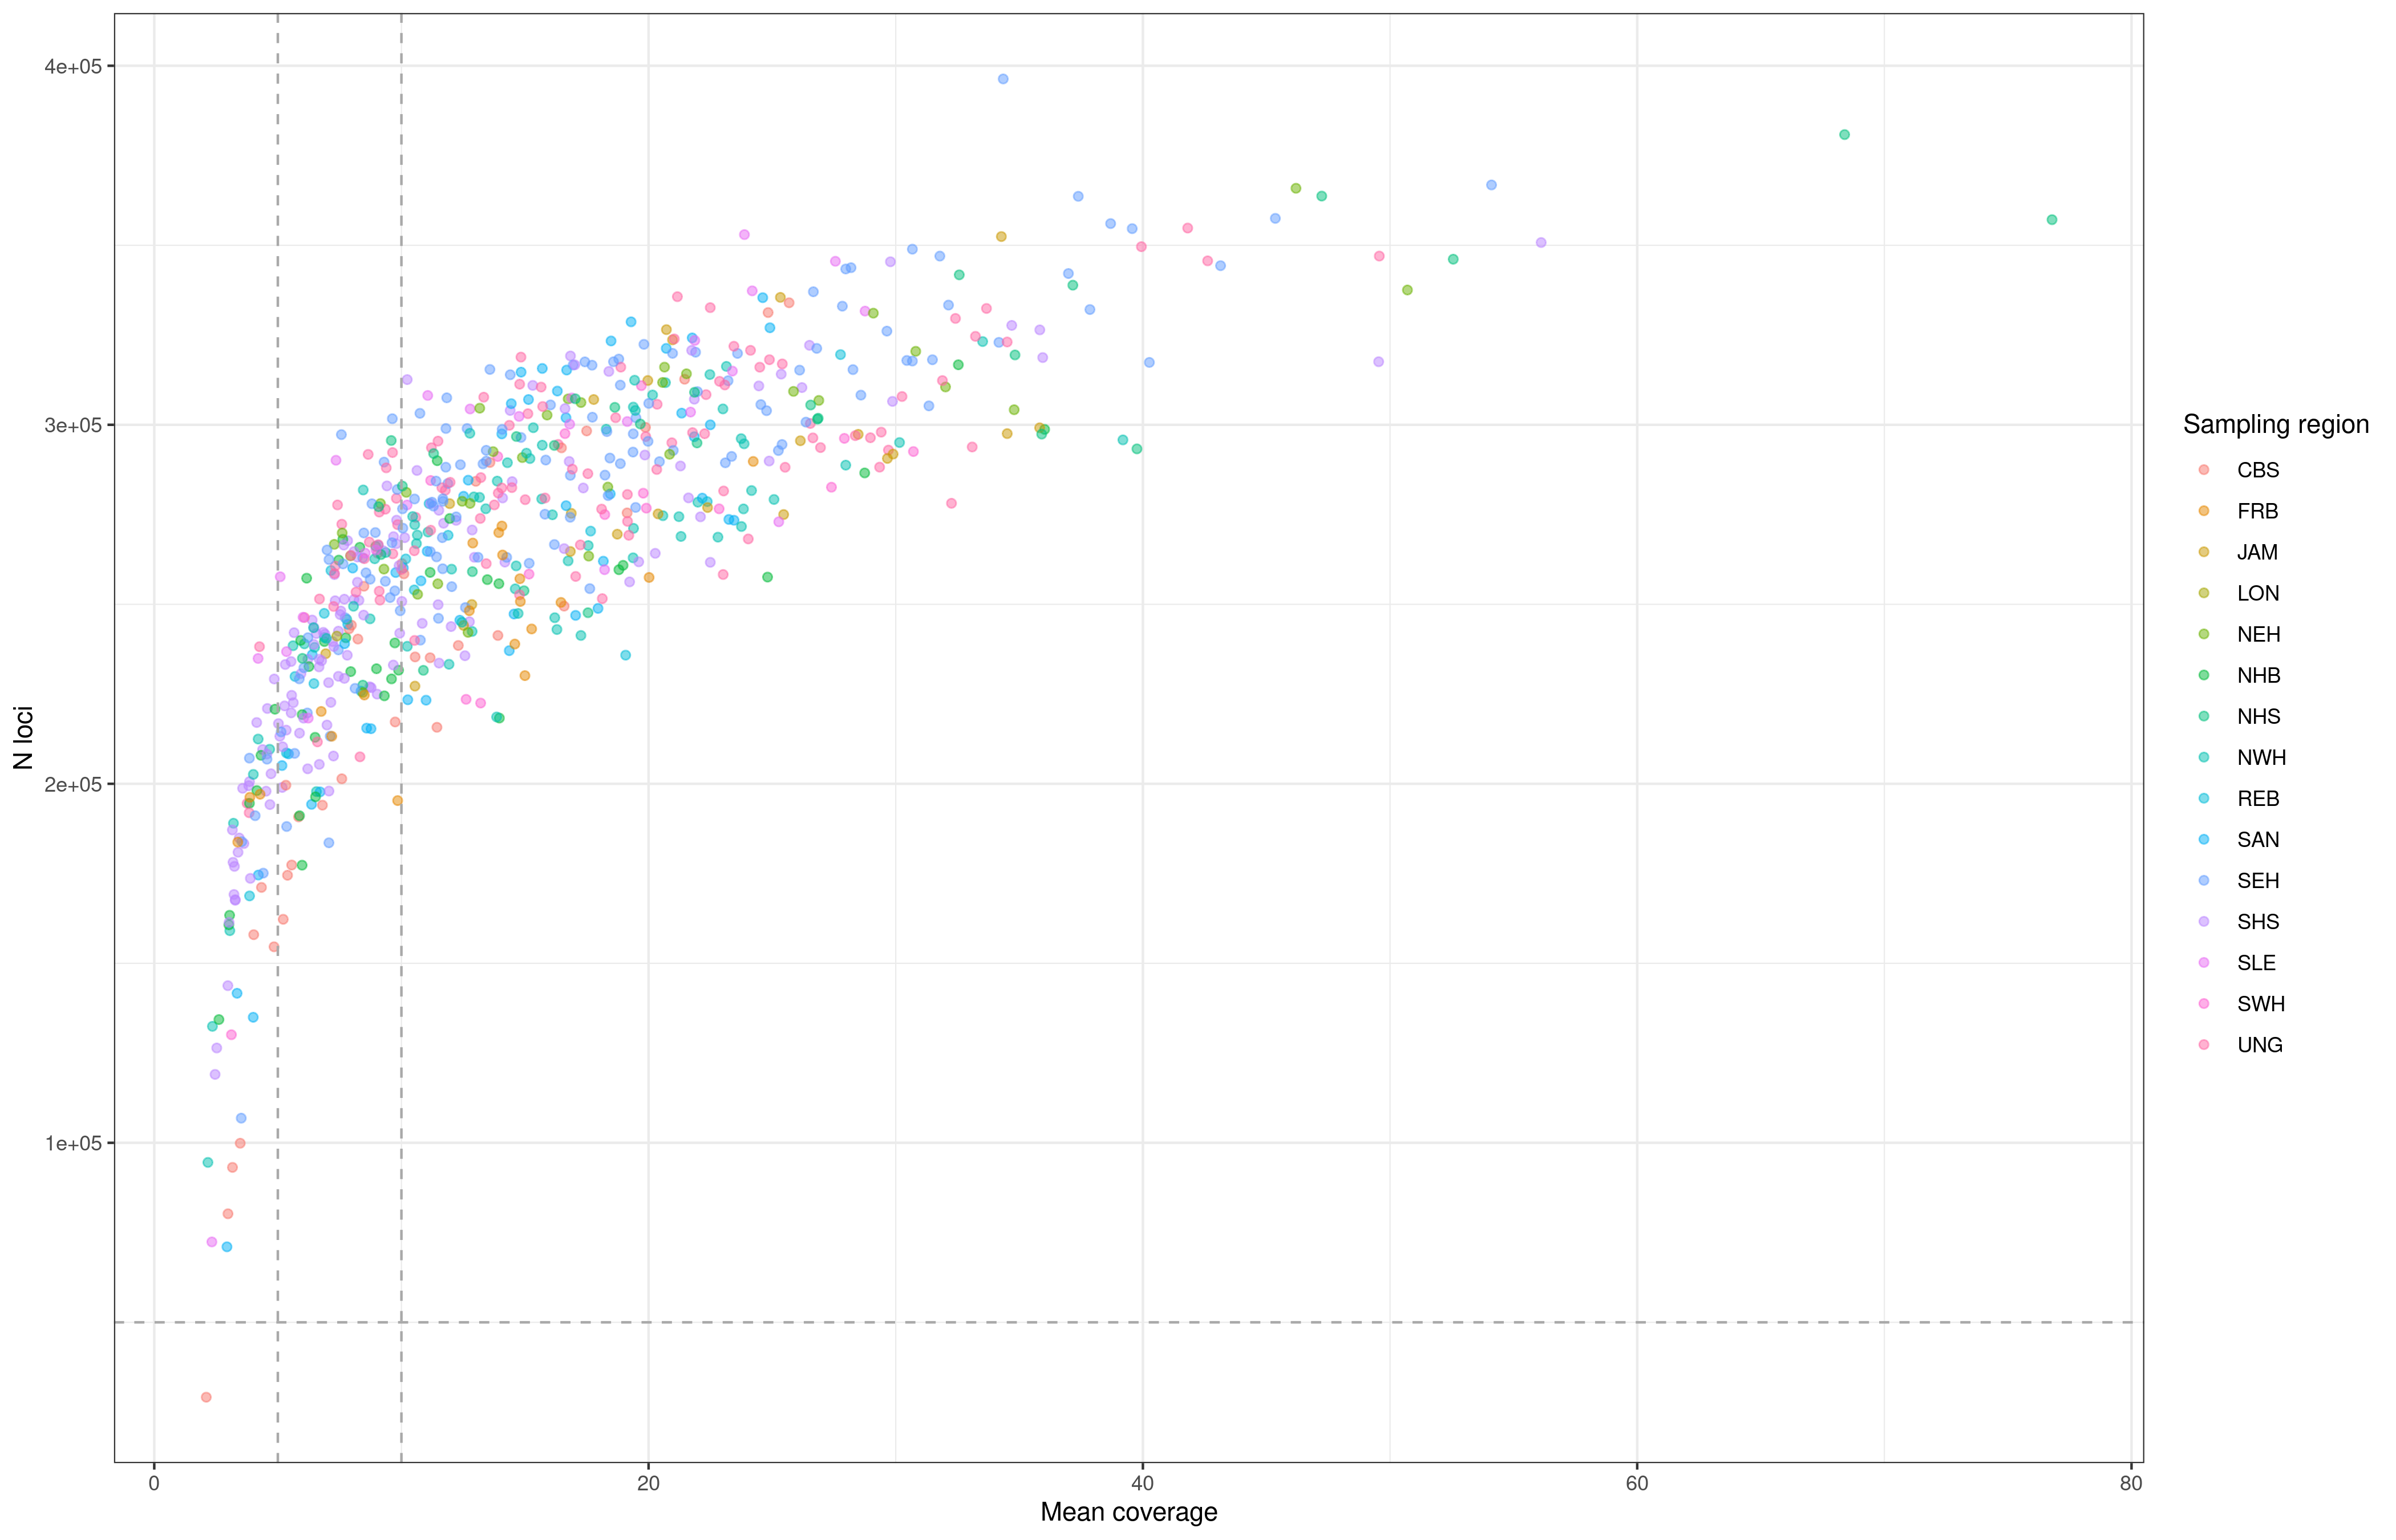 4e+05
3e+05
2e+05
1e+05
N loci
0
20
40
60
80
Mean coverage
Sampling region
CBS
FRB
JAM
LON
NEH
NHB
NHS
NWH
REB
SAN
SEH
SHS
SLE
SWH
UNG